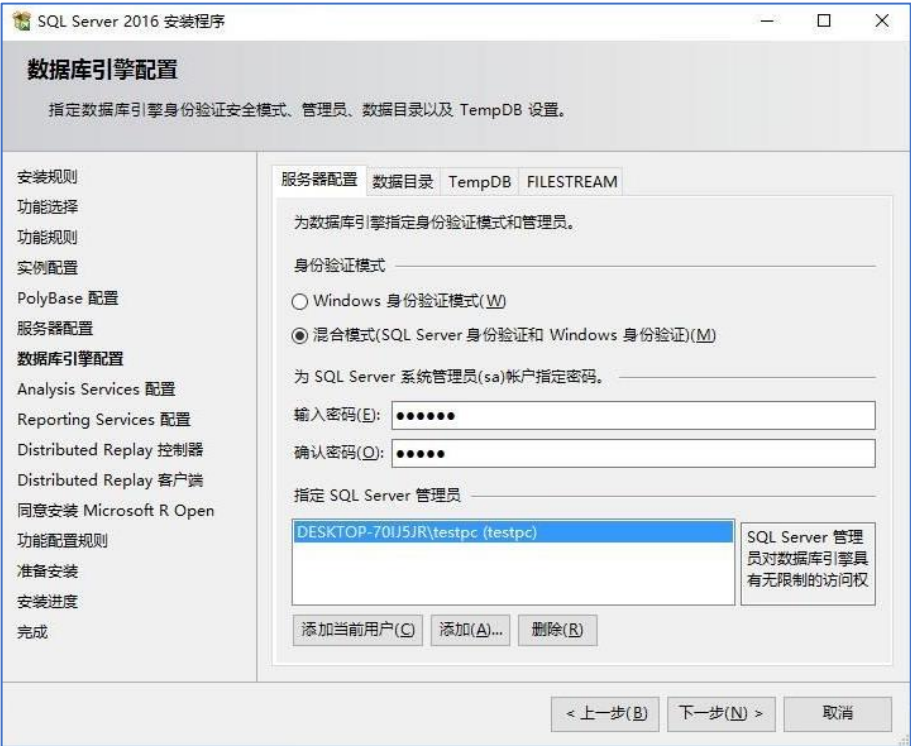 SQL Server 2016 安装程序
数据库引擎配置
指定数据库引擎身份验证安全模式、管理员、数据目录以及 TempDB 设置。
安装规则
功能选择
功能规则
实例配置
PolyBase 配置
服务器配置
数据库引擎配置
Analysis Services 配置
Reporting Services 配置
Distributed Replay 控制器
Distributed Replay 客户端
同意安装 Microsoft R Open
功能配置规则
准备安装
安装进度
完成
服务器配置 数据目录 TempDB FILESTREAM
为数据库引擎指定身份验证模式和管理员。
身份验证模式
Windows 身份验证模式(W)
混合模式(SQL Server 身份验证和 Windows 身份验证)(M)
为 SQL Server 系统管理员(sa)帐户指定密码。
输入密码(E): ●●●●●●
确认密码(O): ●●●●●
指定 SQL Server 管理员
DESKTOP-70IJ5JR\testpc (testpc)
SQL Server 管理
员对数据库引擎具
有无限制的访问权
添加当前用户(C) 添加(A)... 删除(R)
< 上一步(B) 下一步(N) > 取消